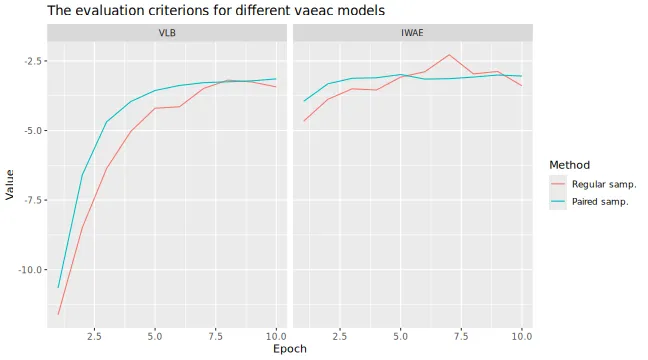 The evaluation criterions for different vaeac models
VLB
IWAE
-2.5
-5.0
-7.5
-10.0
Value
2.5 5.0 7.5 10.0
2.5 5.0 7.5 10.0
Epoch
Method
Regular samp.
Paired samp.